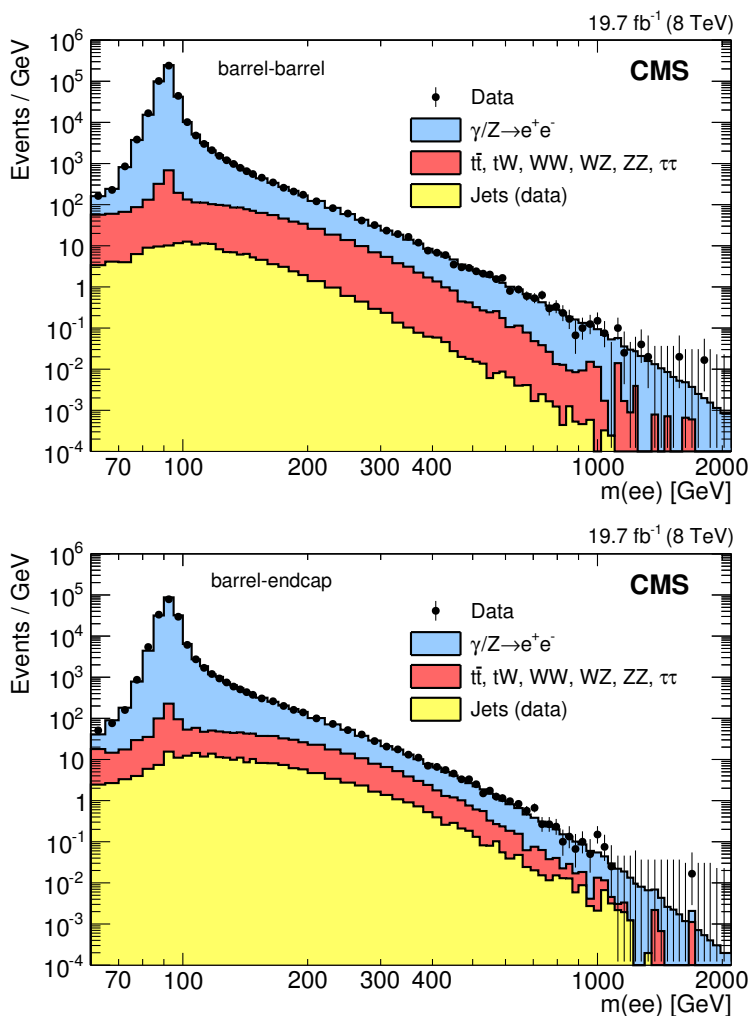 19.7 fb⁻¹ (8 TeV)
Events / GeV
10⁶
10⁵
10⁴
10³
10²
10
1
10⁻¹
10⁻²
10⁻³
10⁻⁴
barrel-barrel
CMS
Data
γ/Z→e⁺e⁻
tt̅, tW, WW, WZ, ZZ, ττ
Jets (data)
70 100 200 300 400 1000 2000
m(ee) [GeV]
19.7 fb⁻¹ (8 TeV)
Events / GeV
10⁶
10⁵
10⁴
10³
10²
10
1
10⁻¹
10⁻²
10⁻³
10⁻⁴
barrel-endcap
CMS
Data
γ/Z→e⁺e⁻
tt̅, tW, WW, WZ, ZZ, ττ
Jets (data)
70 100 200 300 400 1000 2000
m(ee) [GeV]